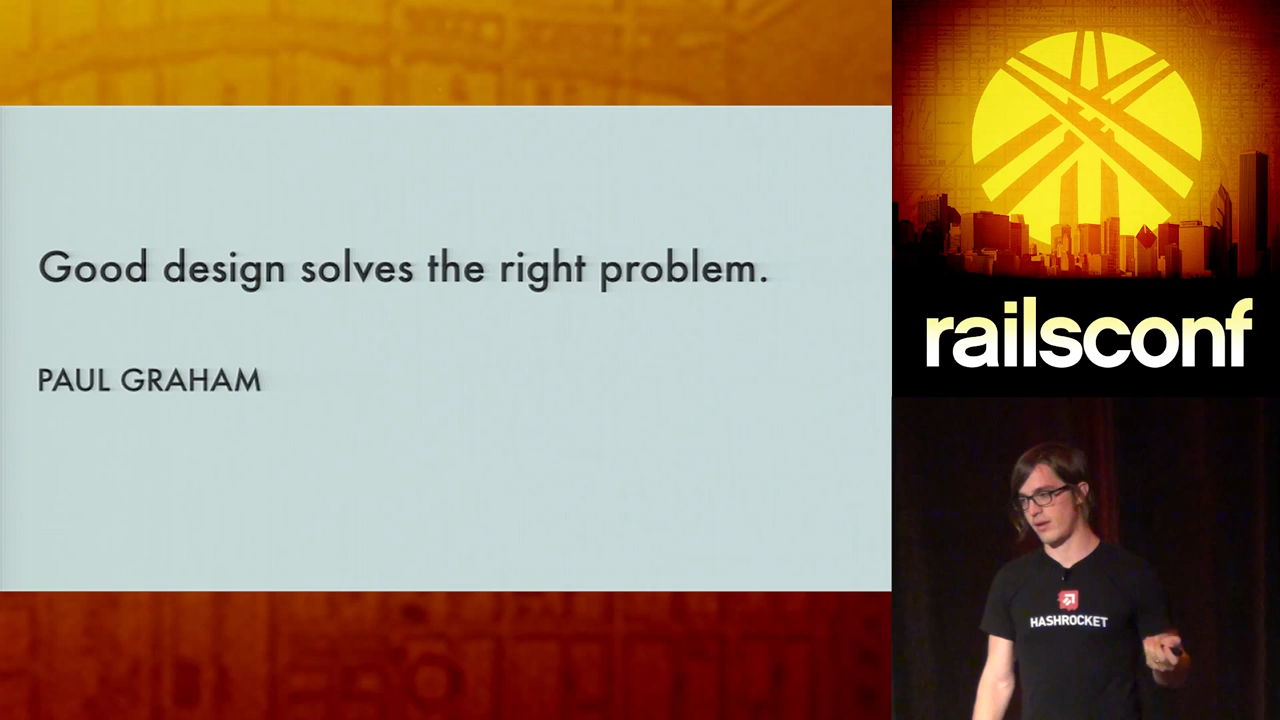 Good design solves the right problem.
PAUL GRAHAM
railsconf
HASHROCKET